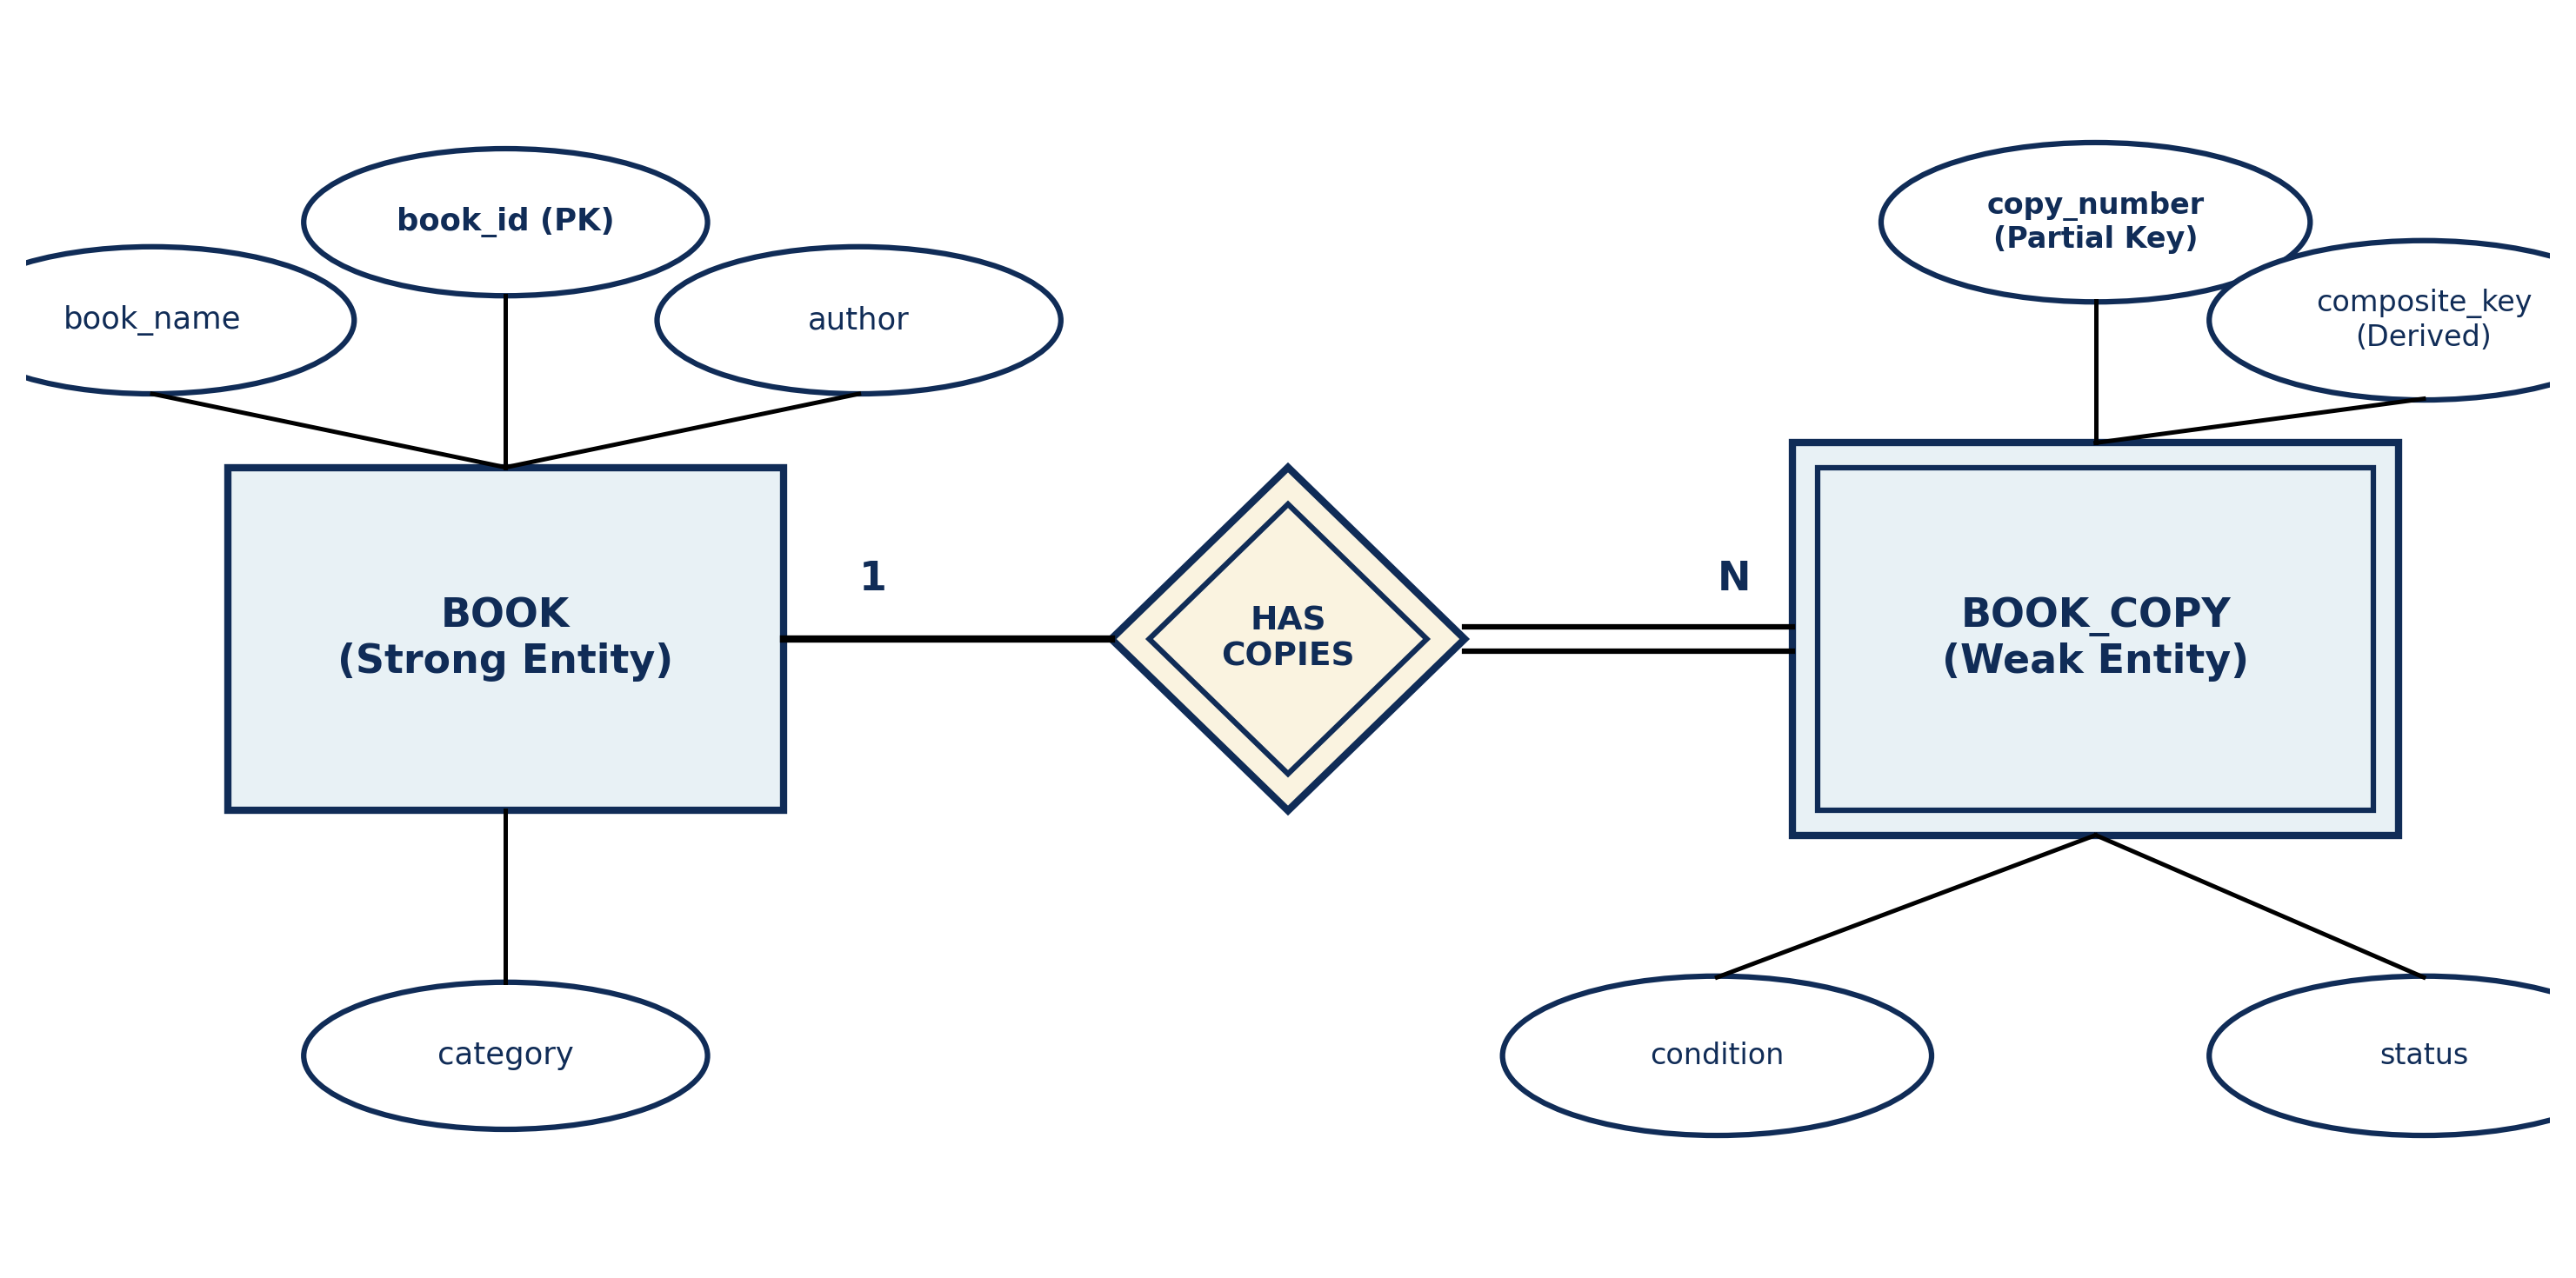 book_id (PK)
book_name
author
copy_number
(Partial Key)
composite_key
(Derived)
1
N
BOOK
(Strong Entity)
HAS
COPIES
BOOK_COPY
(Weak Entity)
category
condition
status